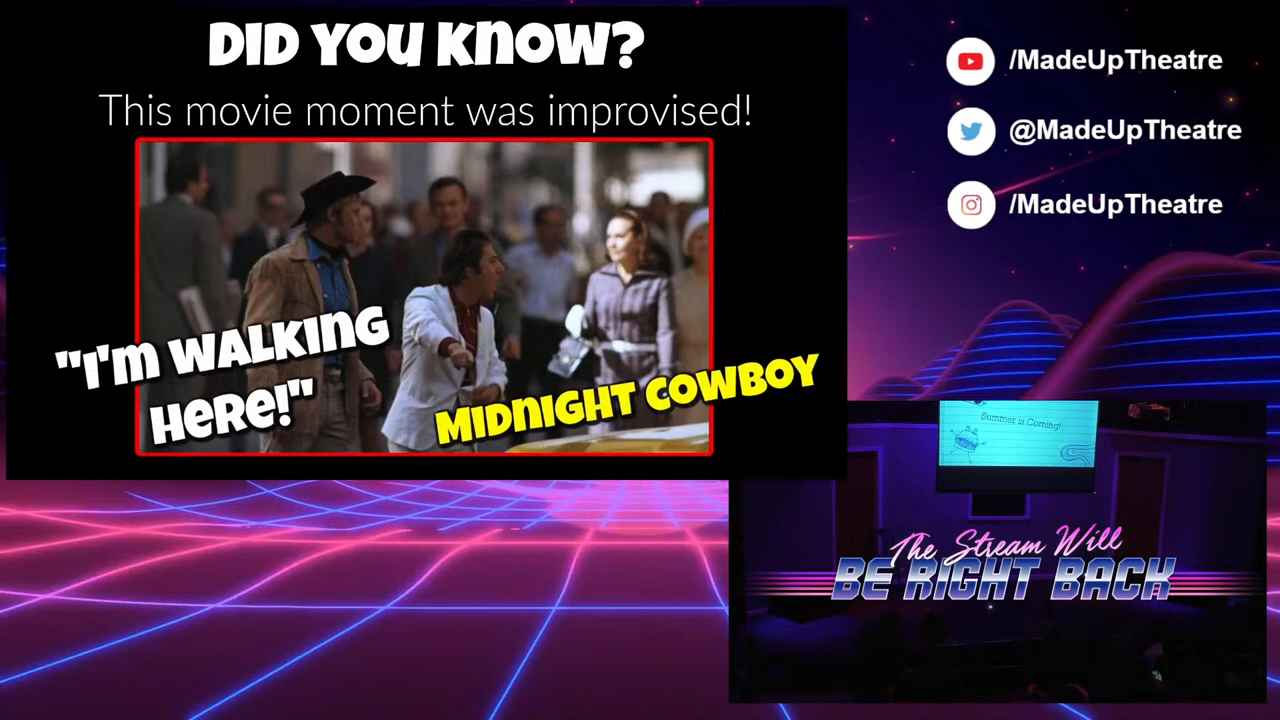 DID YOU KNOW?
This movie moment was improvised!
"I'm WALKING
HERE!"
MIDNIGHT COWBOY
/MadeUpTheatre
@MadeUpTheatre
/MadeUpTheatre
Summer is Coming!
The Stream Will
BE RIGHT BACK